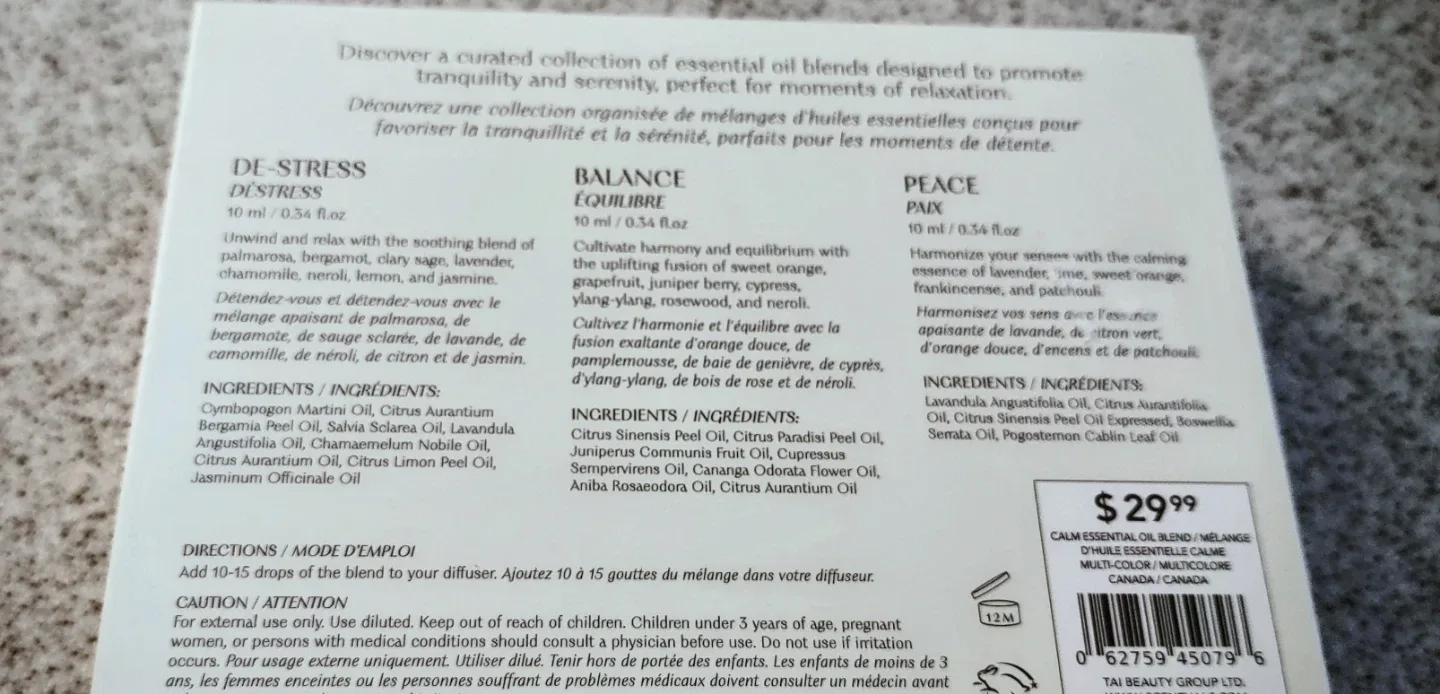 Discover a curated collection of essential oil blends designed to promote
tranquility and serenity, perfect for moments of relaxation.
Découvrez une collection organisée de mélanges d'huiles essentielles conçus pour
favoriser la tranquillité et la sérénité, parfaits pour les moments de détente.
DE-STRESS
DÉSTRESS
10 ml / 0.34 fl.oz
Unwind and relax with the soothing blend of
palmarosa, bergamot, clary sage, lavender,
chamomile, neroli, lemon, and jasmine.
Détendez-vous et détendez-vous avec le
mélange apaisant de palmarosa, de
bergamote, de sauge sclarée, de lavande, de
camomille, de néroli, de citron et de jasmin.
INGREDIENTS / INGRÉDIENTS:
Cymbopogon Martini Oil, Citrus Aurantium
Bergamia Peel Oil, Salvia Sclarea Oil, Lavandula
Angustifolia Oil, Chamaemelum Nobile Oil,
Citrus Aurantium Oil, Citrus Limon Peel Oil,
Jasminum Officinale Oil
BALANCE
ÉQUILIBRE
10 ml / 0.34 fl.oz
Cultivate harmony and equilibrium with
the uplifting fusion of sweet orange,
grapefruit, juniper berry, cypress,
ylang-ylang, rosewood, and neroli.
Cultivez l'harmonie et l'équilibre avec la
fusion exaltante d'orange douce, de
pamplemousse, de baie de genièvre, de cyprès,
d'ylang-ylang, de bois de rose et de néroli.
INGREDIENTS / INGRÉDIENTS:
Citrus Sinensis Peel Oil, Citrus Paradisi Peel Oil,
Juniperus Communis Fruit Oil, Cupressus
Sempervirens Oil, Cananga Odorata Flower Oil,
Aniba Rosaeodora Oil, Citrus Aurantium Oil
PEACE
PAIX
10 ml / 0.34 fl.oz
Harmonize your senses with the calming
essence of lavender, sweet orange,
frankincense, and patchouli.
Harmonisez vos sens avec l'essence
apaisante de lavande, de vert,
d'orange douce, d'encens et de patchouli.
INGREDIENTS / INGRÉDIENTS:
Lavandula Angustifolia Oil, Citrus Aurantifolia
Oil, Citrus Sinensis Peel Oil Expressed, Boswellia
Serrata Oil, Pogostemon Cablin Leaf Oil
DIRECTIONS / MODE D'EMPLOI
Add 10-15 drops of the blend to your diffuser. Ajoutez 10 à 15 gouttes du mélange dans votre diffuseur.
CAUTION / ATTENTION
For external use only. Use diluted. Keep out of reach of children. Children under 3 years of age, pregnant
women, or persons with medical conditions should consult a physician before use. Do not use if irritation
occurs. Pour usage externe uniquement. Utiliser dilué. Tenir hors de portée des enfants. Les enfants de moins de 3
ans, les femmes enceintes ou les personnes souffrant de problèmes médicaux doivent consulter un médecin avant
12M
$ 29 99
CALM ESSENTIAL OIL BLEND / MÉLANGE
D'HUILE ESSENTIELLE CALME
MULTI-COLOR / MULTICOLORE
CANADA / CANADA
0 62759 45079 6
TAI BEAUTY GROUP LTD.